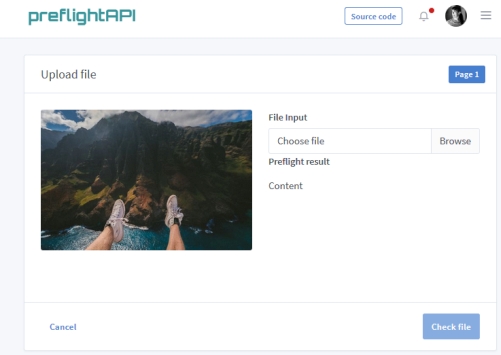 preflightAPI
Source code
Upload file
Page 1
File Input
Choose file
Browse
Preflight result
Content
Cancel
Check file